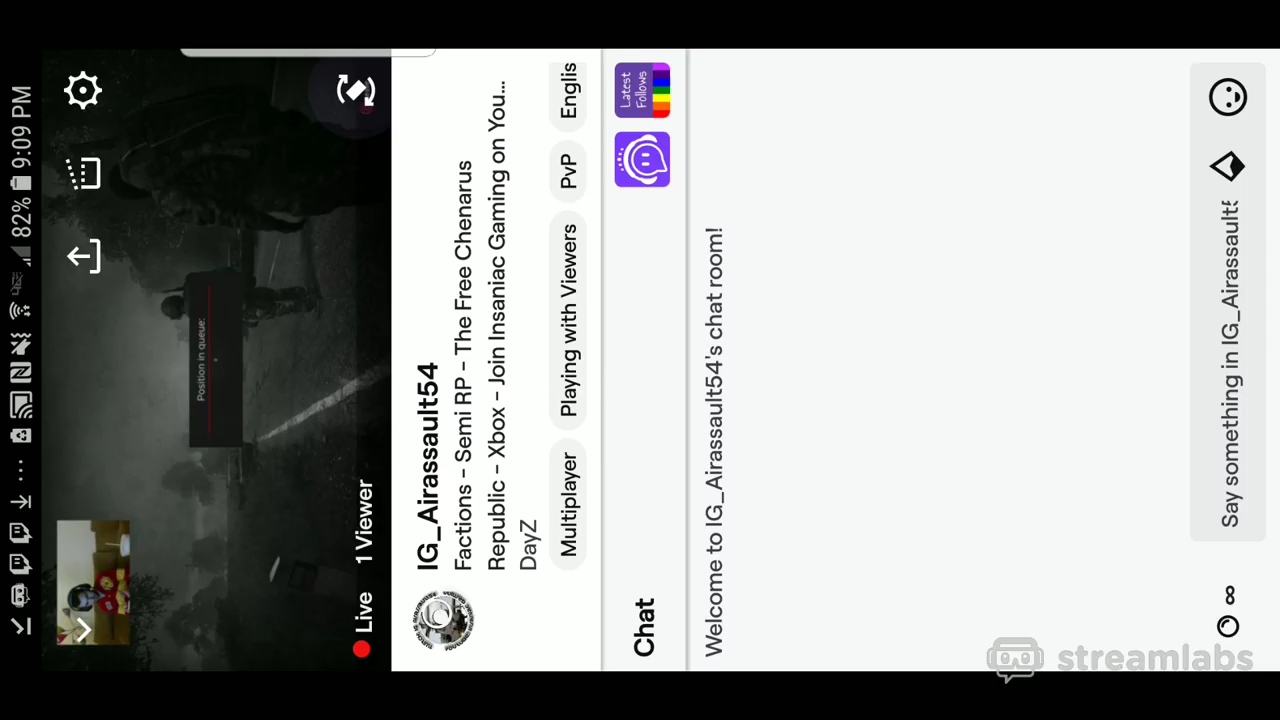 82% 9:09 PM
Position in queue:
Live 1 Viewer
IG_Airassault54
Factions - Semi RP - The Free Chenarus
Republic - Xbox - Join Insaniac Gaming on You...
DayZ
Multiplayer Playing with Viewers PvP Englis
Chat
Latest
Follows
Welcome to IG_Airassault54's chat room!
Say something in IG_Airassault5
streamlabs